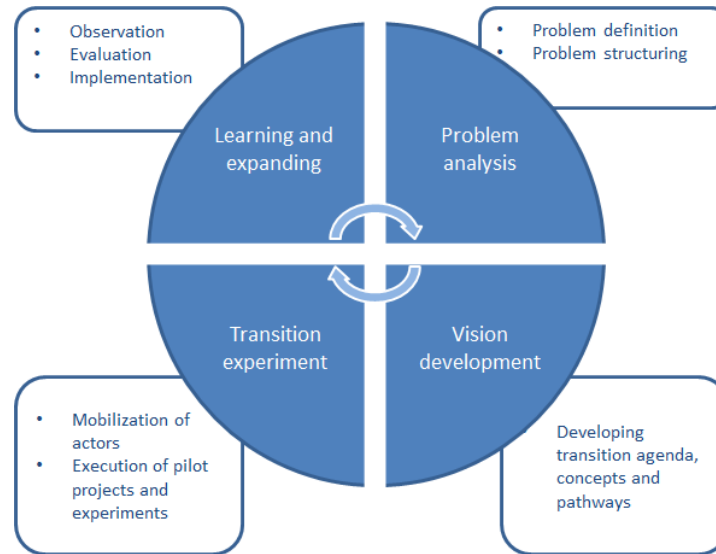 • Observation
• Evaluation
• Implementation
• Problem definition
• Problem structuring
Learning and
expanding
Problem
analysis
Transition
experiment
Vision
development
• Mobilization of
actors
• Execution of pilot
projects and
experiments
• Developing
transition agenda,
concepts and
pathways